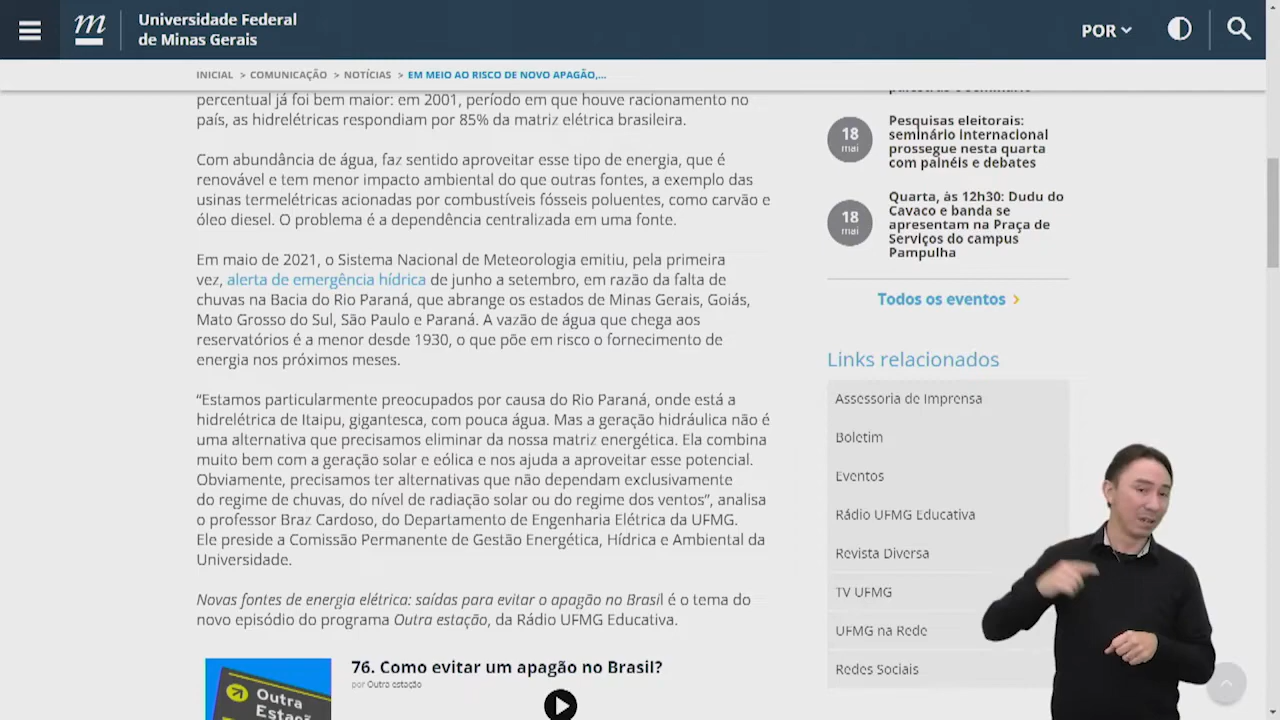 Universidade Federal
de Minas Gerais
POR
INICIAL > COMUNICAÇÃO > NOTÍCIAS > EM MEIO AO RISCO DE NOVO APAGÃO,...
percentual já foi bem maior: em 2001, período em que houve racionamento no
país, as hidrelétricas respondiam por 85% da matriz elétrica brasileira.
Com abundância de água, faz sentido aproveitar esse tipo de energia, que é
renovável e tem menor impacto ambiental do que outras fontes, a exemplo das
usinas termelétricas acionadas por combustíveis fósseis poluentes, como carvão e
óleo diesel. O problema é a dependência centralizada em uma fonte.
Em maio de 2021, o Sistema Nacional de Meteorologia emitiu, pela primeira
vez, alerta de emergência hídrica de junho a setembro, em razão da falta de
chuvas na Bacia do Rio Paraná, que abrange os estados de Minas Gerais, Goiás,
Mato Grosso do Sul, São Paulo e Paraná. A vazão de água que chega aos
reservatórios é a menor desde 1930, o que põe em risco o fornecimento de
energia nos próximos meses.
“Estamos particularmente preocupados por causa do Rio Paraná, onde está a
hidrelétrica de Itaipu, gigantesca, com pouca água. Mas a geração hidráulica não é
uma alternativa que precisamos eliminar da nossa matriz energética. Ela combina
muito bem com a geração solar e eólica e nos ajuda a aproveitar esse potencial.
Obviamente, precisamos ter alternativas que não dependam exclusivamente
do regime de chuvas, do nível de radiação solar ou do regime dos ventos”, analisa
o professor Braz Cardoso, do Departamento de Engenharia Elétrica da UFMG.
Ele preside a Comissão Permanente de Gestão Energética, Hídrica e Ambiental da
Universidade.
Novas fontes de energia elétrica: saídas para evitar o apagão no Brasil é o tema do
novo episódio do programa Outra estação, da Rádio UFMG Educativa.
Outra
Estaç
76. Como evitar um apagão no Brasil?
por Outra estação
18
mai
Pesquisas eleitorais:
seminário internacional
prossegue nesta quarta
com painéis e debates
18
mai
Quarta, às 12h30: Dudu do
Cavaco e banda se
apresentam na Praça de
Serviços do campus
Pampulha
Todos os eventos
Links relacionados
Assessoria de Imprensa
Boletim
Eventos
Rádio UFMG Educativa
Revista Diversa
TV UFMG
UFMG na Rede
Redes Sociais